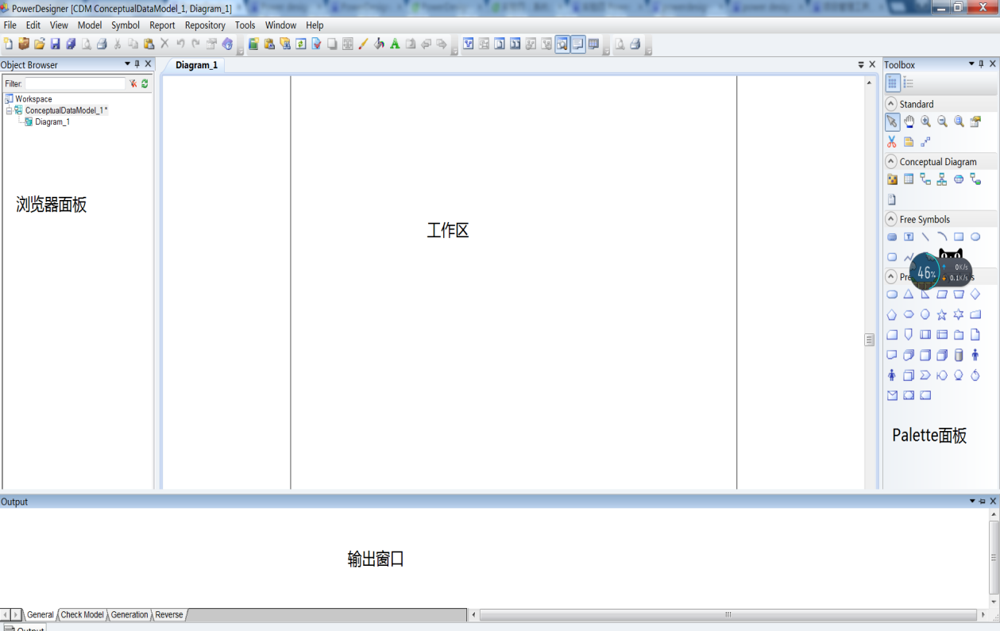 PowerDesigner [CDM ConceptualDataModel_1, Diagram_1]
File Edit View Model Symbol Report Repository Tools Window Help
Object Browser
Diagram_1
Toolbox
Filter:
Workspace
ConceptualDataModel_1 *
Diagram_1
Standard
Conceptual Diagram
Free Symbols
46%
0K/s
0.1K/s
浏览器面板
工作区
Palette面板
Output
输出窗口
General Check Model Generation Reverse
Output